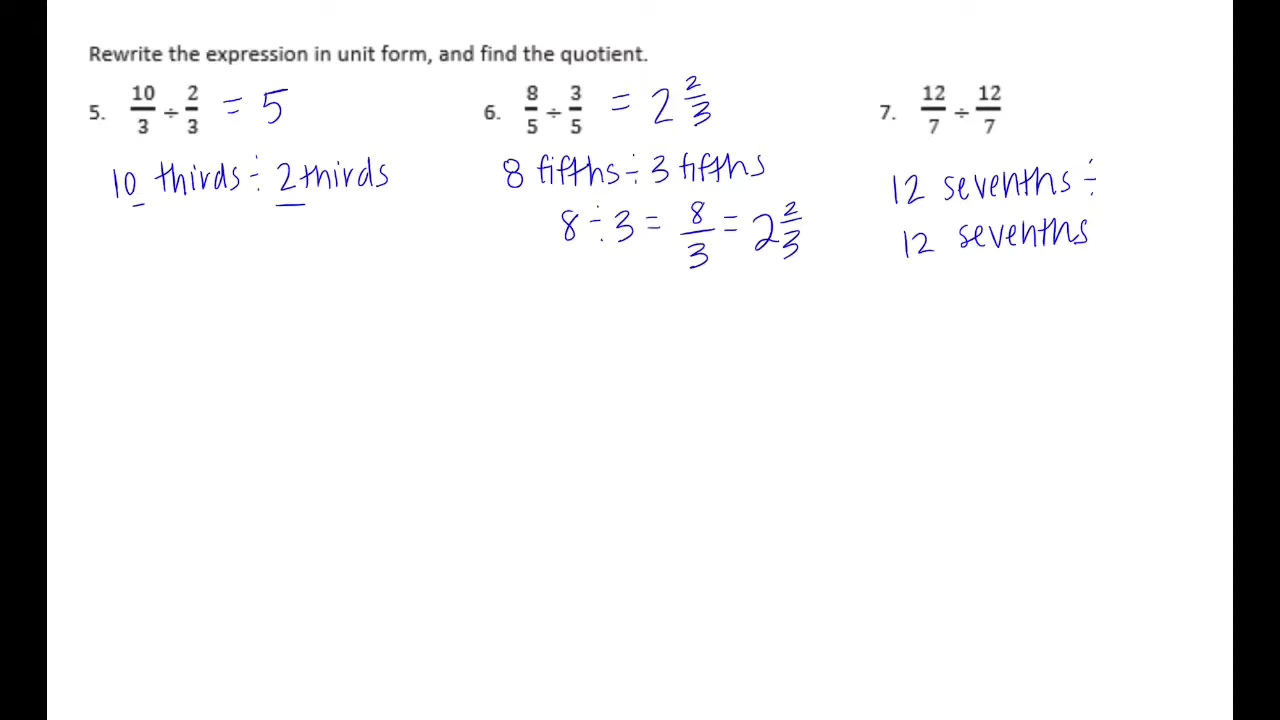 Rewrite the expression in unit form, and find the quotient.
5. 10/3 ÷ 2/3 = 5
10 thirds ÷ 2 thirds
6. 8/5 ÷ 3/5 = 2 2/3
8 fifths ÷ 3 fifths
8 ÷ 3 = 8/3 = 2 2/3
7. 12/7 ÷ 12/7
12 sevenths ÷
12 sevenths